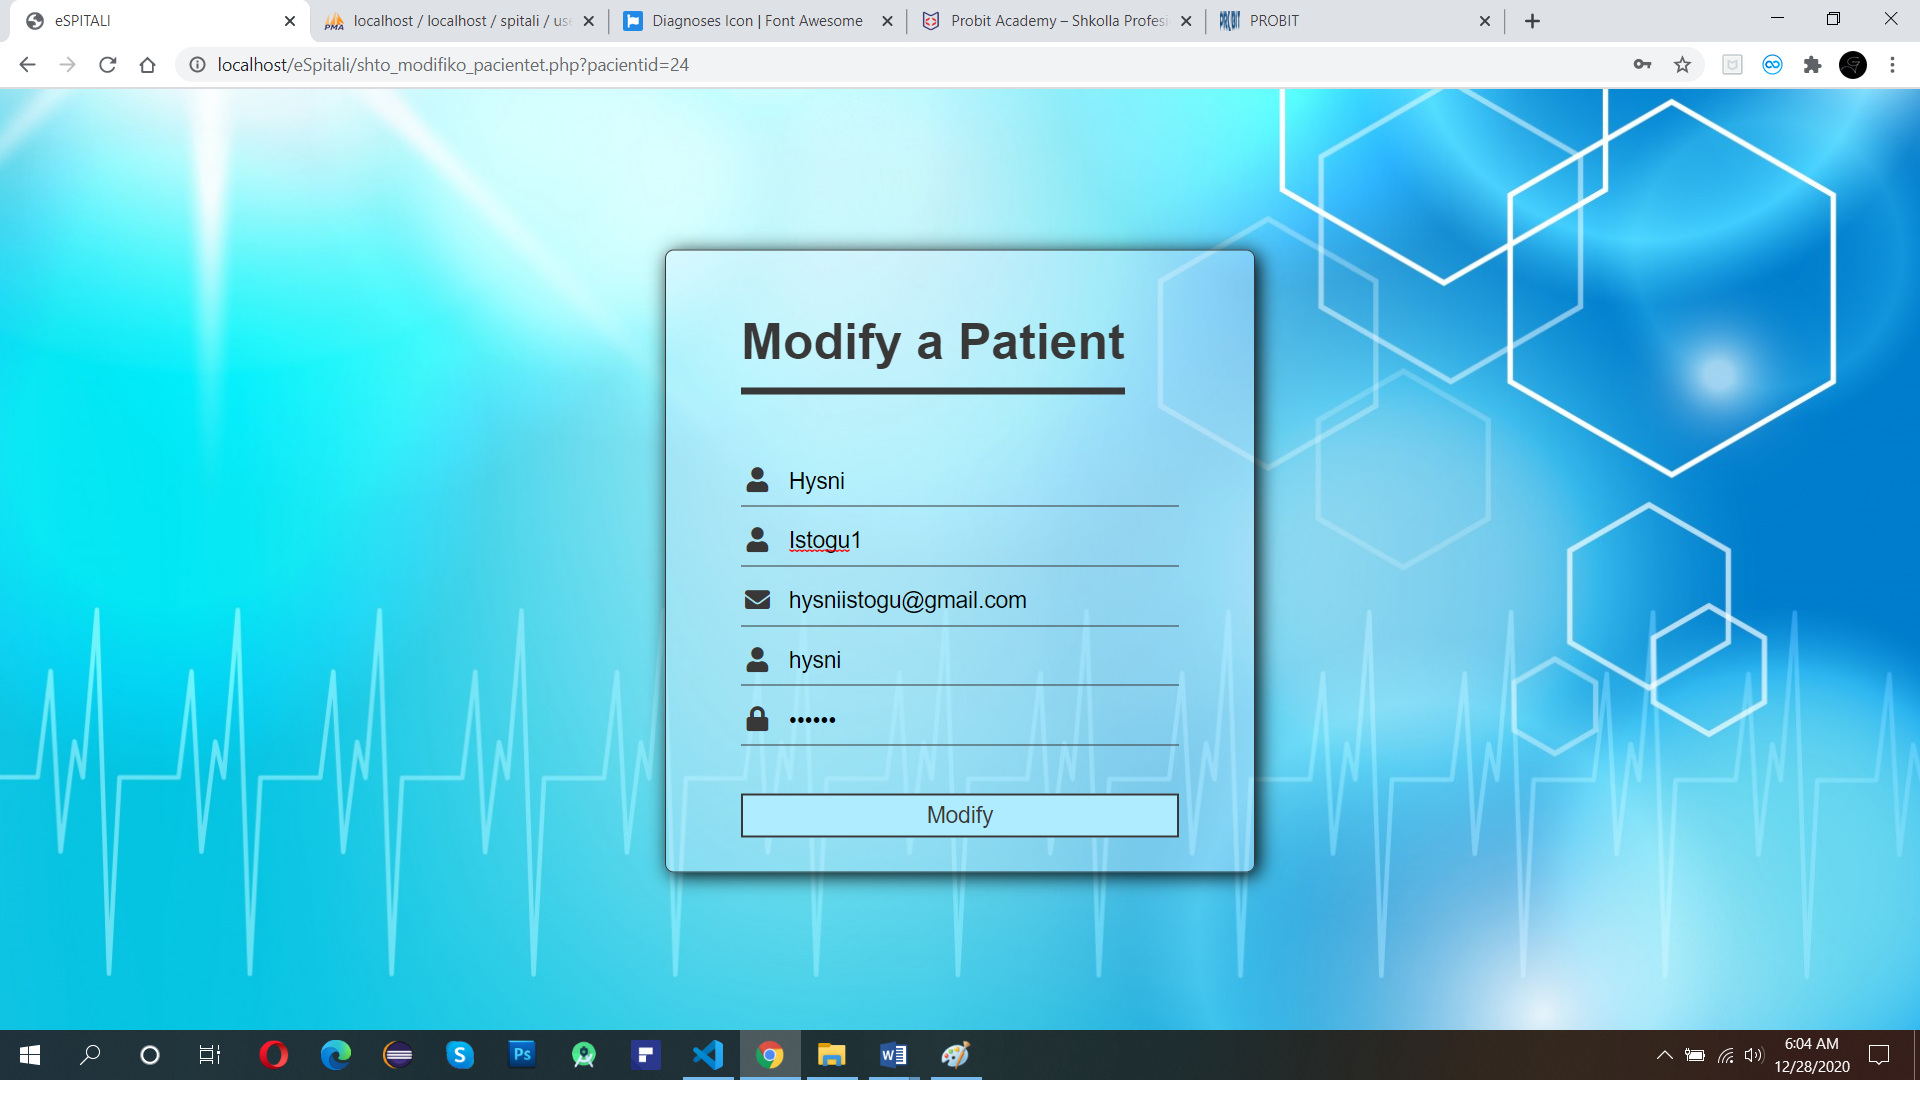 eSPITALI
localhost / localhost / spitali / use
Diagnoses Icon | Font Awesome
Probit Academy – Shkolla Profesi
PROBIT
localhost/eSpitali/shto_modifiko_pacientet.php?pacientid=24
Modify a Patient
Hysni
Istogu1
hysniistogu@gmail.com
hysni
••••••
Modify
6:04 AM
12/28/2020